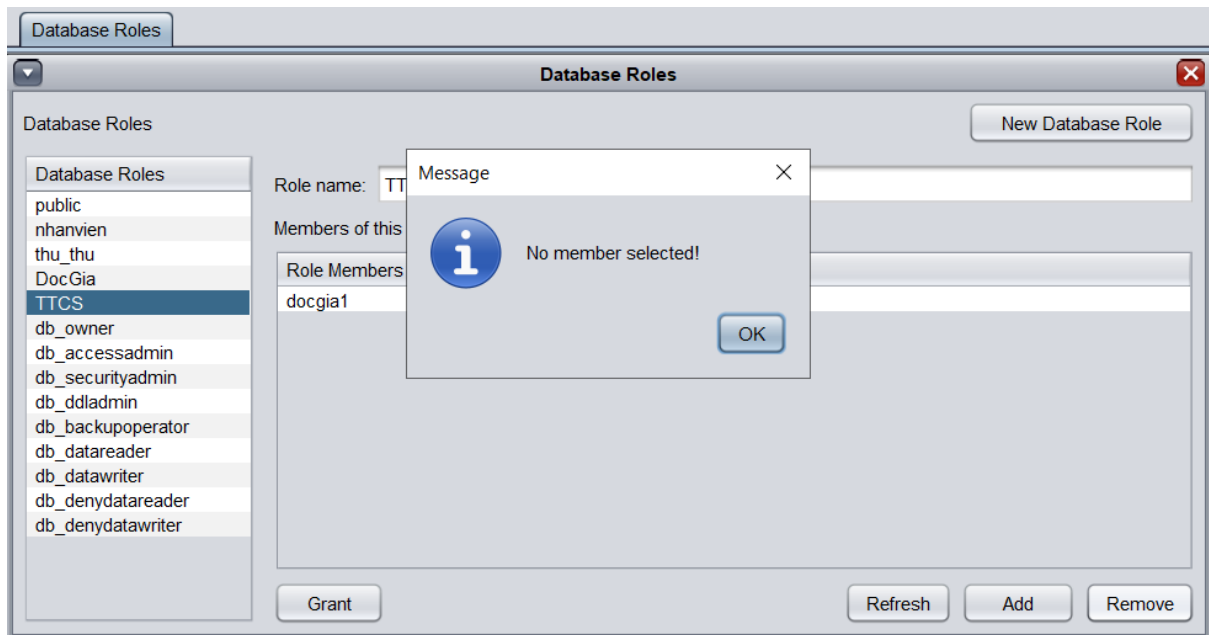 Database Roles
Database Roles
Database Roles
New Database Role
Database Roles
public
nhanvien
thu_thu
DocGia
TTCS
db_owner
db_accessadmin
db_securityadmin
db_ddladmin
db_backupoperator
db_datareader
db_datawriter
db_denydatareader
db_denydatawriter
Role name: TT
Members of this
Role Members
docgia1
Message
No member selected!
OK
Grant
Refresh
Add
Remove